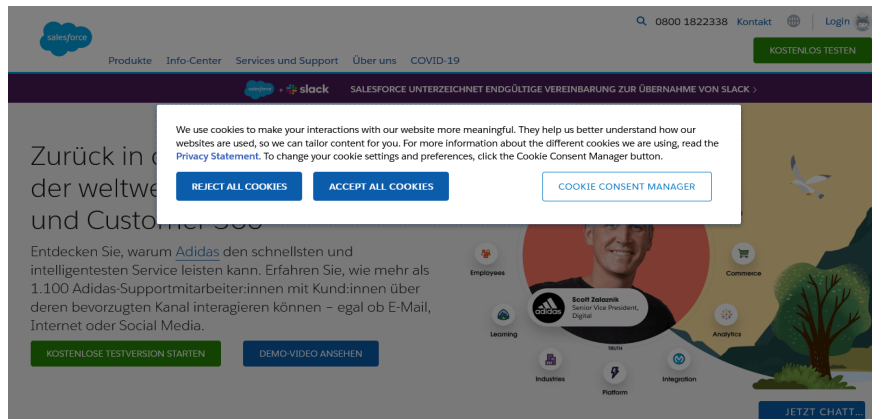 salesforce
0800 1822338 Kontakt Login
Produkte Info-Center Services und Support Über uns COVID-19
KOSTENLOS TESTEN
salesforce + slack SALESFORCE UNTERZEICHNET ENDGÜLTIGE VEREINBARUNG ZUR ÜBERNAHME VON SLACK >
We use cookies to make your interactions with our website more meaningful. They help us better understand how our
websites are used, so we can tailor content for you. For more information about the different cookies we are using, read the
Privacy Statement. To change your cookie settings and preferences, click the Cookie Consent Manager button.
REJECT ALL COOKIES ACCEPT ALL COOKIES COOKIE CONSENT MANAGER
Zurück in
der weltwe
und Custo
Entdecken Sie, warum Adidas den schnellsten und
intelligentesten Service leisten kann. Erfahren Sie, wie mehr als
1.100 Adidas-Supportmitarbeiter:innen mit Kund:innen über
deren bevorzugten Kanal interagieren können – egal ob E-Mail,
Internet oder Social Media.
KOSTENLOSE TESTVERSION STARTEN DEMO-VIDEO ANSEHEN
Employees
Commerce
adidas
Scott Zalaznik
Senior Vice President,
Digital
Learning
Analytics
TRUTH
Industries
Integration
Platform
JETZT CHATT...